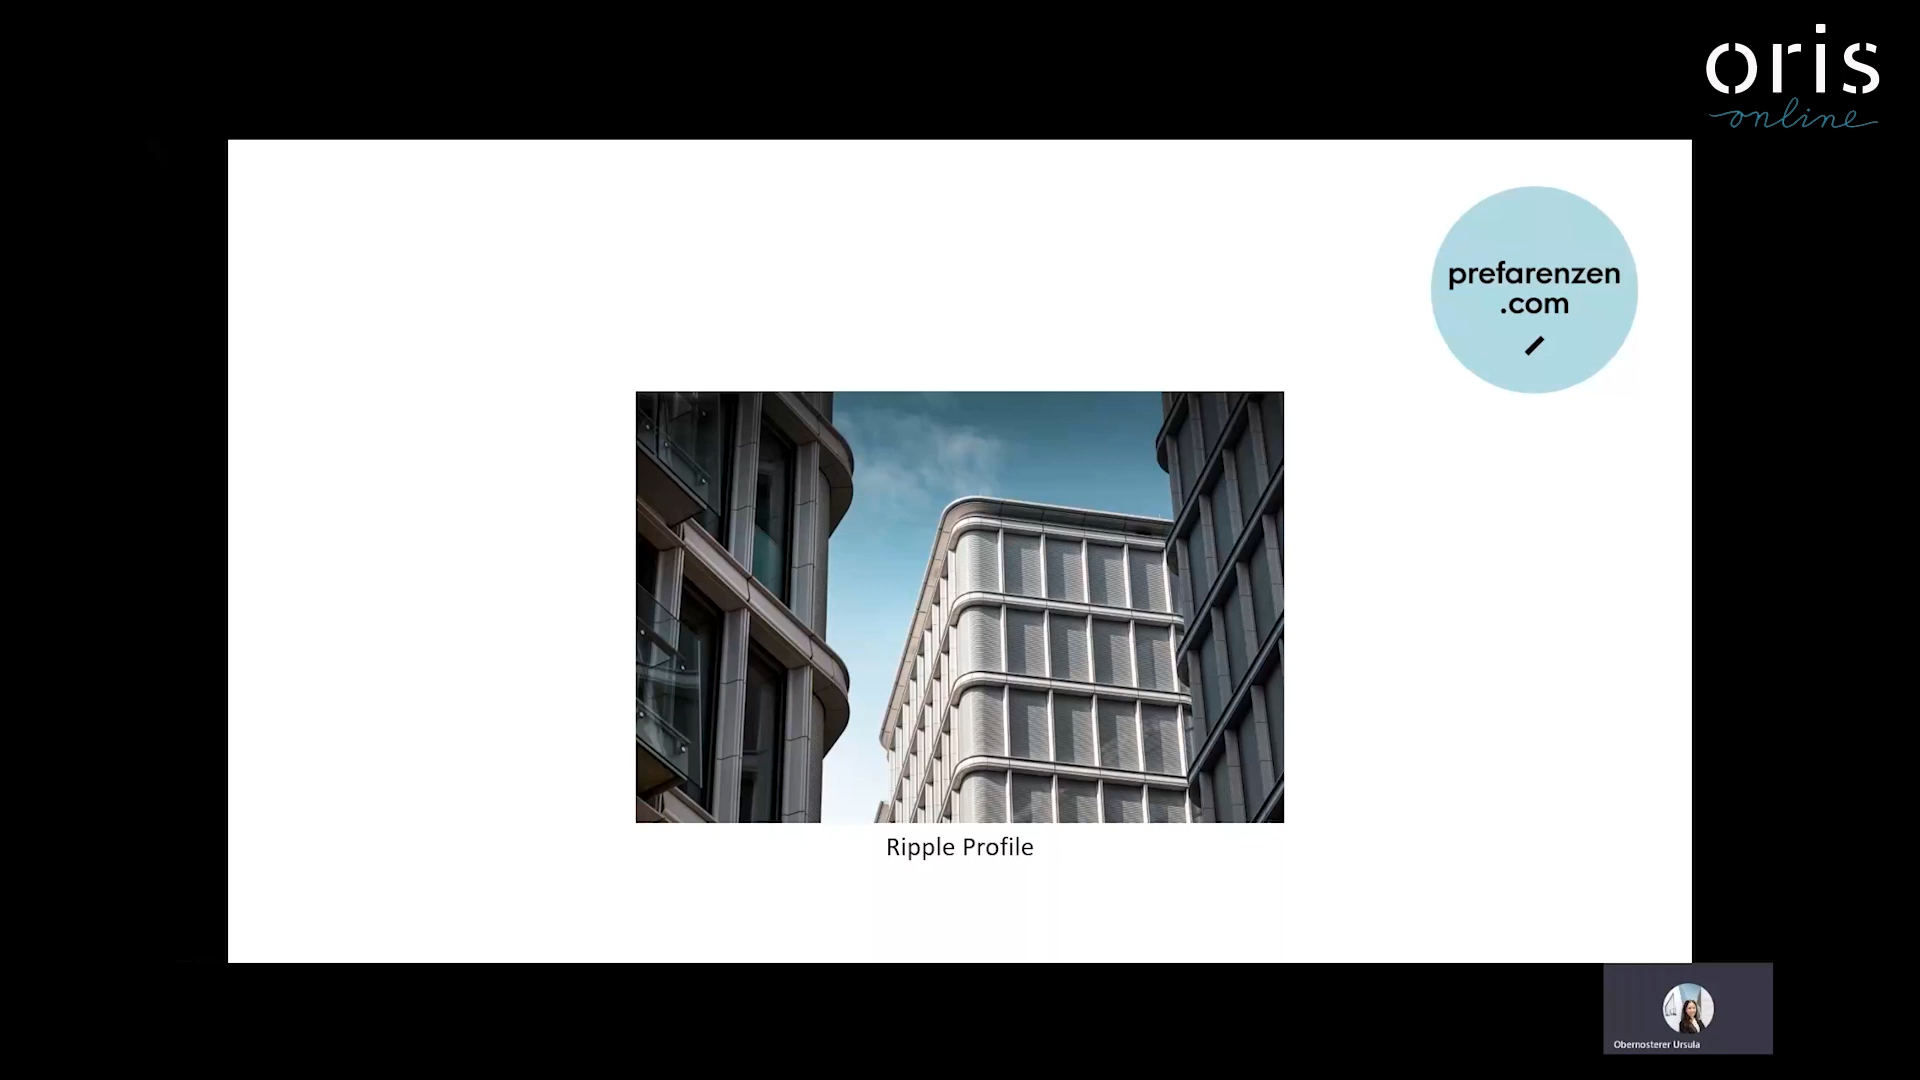 oris
online
prefarenzen
.com
Ripple Profile
Obernosterer Ursula